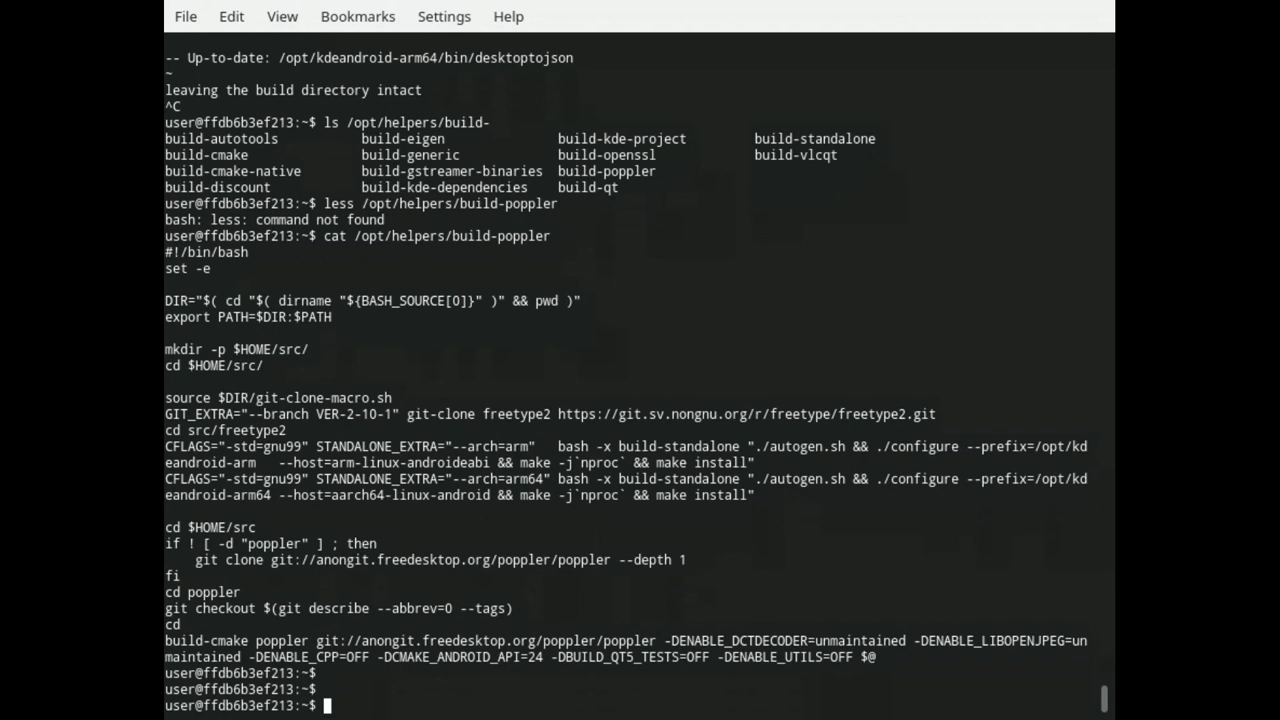 File Edit View Bookmarks Settings Help
-- Up-to-date: /opt/kdeandroid-arm64/bin/desktoptojson
~
leaving the build directory intact
^C
user@ffdb6b3ef213:~$ ls /opt/helpers/build-
build-autotools build-eigen build-kde-project build-standalone
build-cmake build-generic build-openssl build-vlcqt
build-cmake-native build-gstreamer-binaries build-poppler
build-discount build-kde-dependencies build-qt
user@ffdb6b3ef213:~$ less /opt/helpers/build-poppler
bash: less: command not found
user@ffdb6b3ef213:~$ cat /opt/helpers/build-poppler
#!/bin/bash
set -e
DIR="$( cd "$( dirname "${BASH_SOURCE[0]}" )" && pwd )"
export PATH=$DIR:$PATH
mkdir -p $HOME/src/
cd $HOME/src/
source $DIR/git-clone-macro.sh
GIT_EXTRA="--branch VER-2-10-1" git-clone freetype2 https://git.sv.nongnu.org/r/freetype/freetype2.git
cd src/freetype2
CFLAGS="-std=gnu99" STANDALONE_EXTRA="--arch=arm"   bash -x build-standalone "./autogen.sh && ./configure --prefix=/opt/kd
eandroid-arm   --host=arm-linux-androideabi && make -j`nproc` && make install"
CFLAGS="-std=gnu99" STANDALONE_EXTRA="--arch=arm64" bash -x build-standalone "./autogen.sh && ./configure --prefix=/opt/kd
eandroid-arm64 --host=aarch64-linux-android && make -j`nproc` && make install"
cd $HOME/src
if ! [ -d "poppler" ] ; then
    git clone git://anongit.freedesktop.org/poppler/poppler --depth 1
fi
cd poppler
git checkout $(git describe --abbrev=0 --tags)
cd
build-cmake poppler git://anongit.freedesktop.org/poppler/poppler -DENABLE_DCTDECODER=unmaintained -DENABLE_LIBOPENJPEG=un
maintained -DENABLE_CPP=OFF -DCMAKE_ANDROID_API=24 -DBUILD_QT5_TESTS=OFF -DENABLE_UTILS=OFF $@
user@ffdb6b3ef213:~$
user@ffdb6b3ef213:~$
user@ffdb6b3ef213:~$